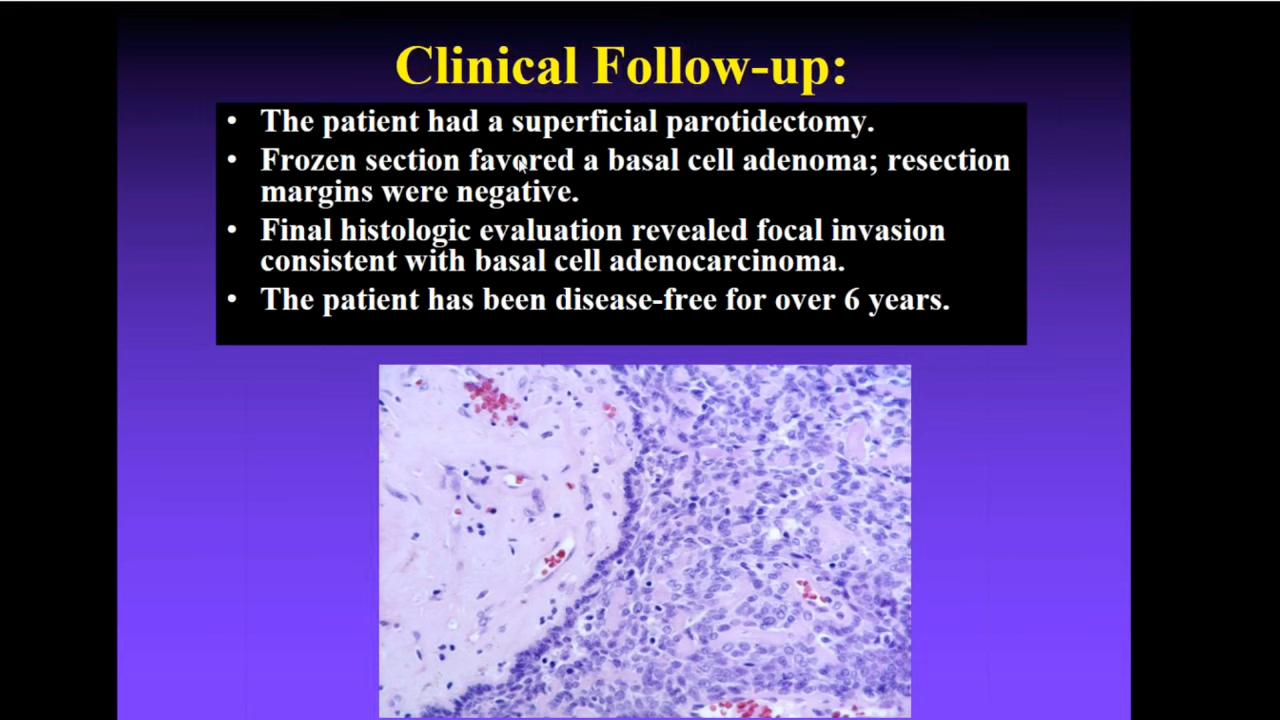 Clinical Follow-up:
• The patient had a superficial parotidectomy.
• Frozen section favored a basal cell adenoma; resection
margins were negative.
• Final histologic evaluation revealed focal invasion
consistent with basal cell adenocarcinoma.
• The patient has been disease-free for over 6 years.